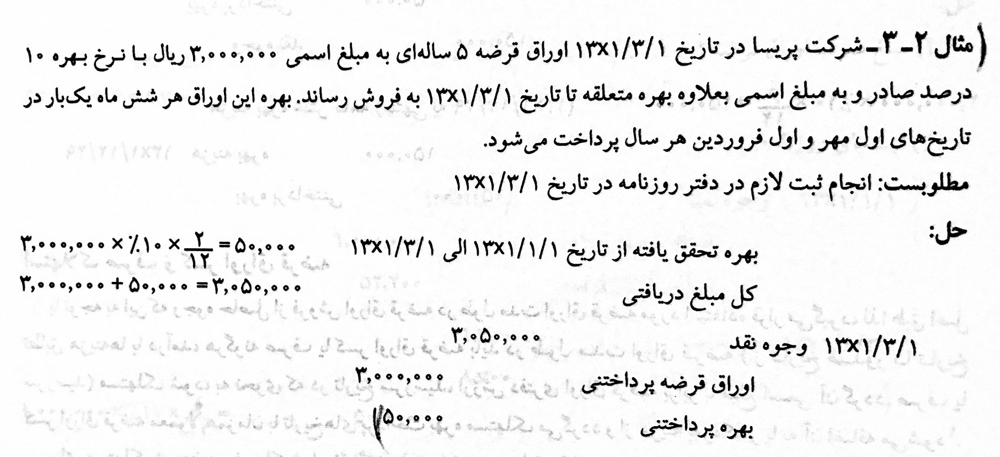 (مثال ۲ـ ۳ـ شرکت پریسا در تاریخ ۱۳x۱/۳/۱ اوراق قرضه ۵ ساله‌ای به مبلغ اسمی ۳,۰۰۰,۰۰۰ ریال با نرخ بهره ۱۰
درصد صادر و به مبلغ اسمی بعلاوه بهره متعلقه تا تاریخ ۱۳x۱/۳/۱ به فروش رساند. بهره این اوراق هر شش ماه یک‌بار در
تاریخ‌های اول مهر و اول فروردین هر سال پرداخت می‌شود.
مطلوبست: انجام ثبت لازم در دفتر روزنامه در تاریخ ۱۳x۱/۳/۱
حل:
بهره تحقق یافته از تاریخ ۱۳x۱/۱/۱ الی ۱۳x۱/۳/۱ ۳,۰۰۰,۰۰۰ × ٪۱۰ × ۲/۱۲ = ۵۰,۰۰۰
کل مبلغ دریافتی ۳,۰۰۰,۰۰۰ + ۵۰,۰۰۰ = ۳,۰۵۰,۰۰۰
۱۳x۱/۳/۱ وجوه نقد ۳,۰۵۰,۰۰۰
اوراق قرضه پرداختنی ۳,۰۰۰,۰۰۰
بهره پرداختنی ۵۰,۰۰۰